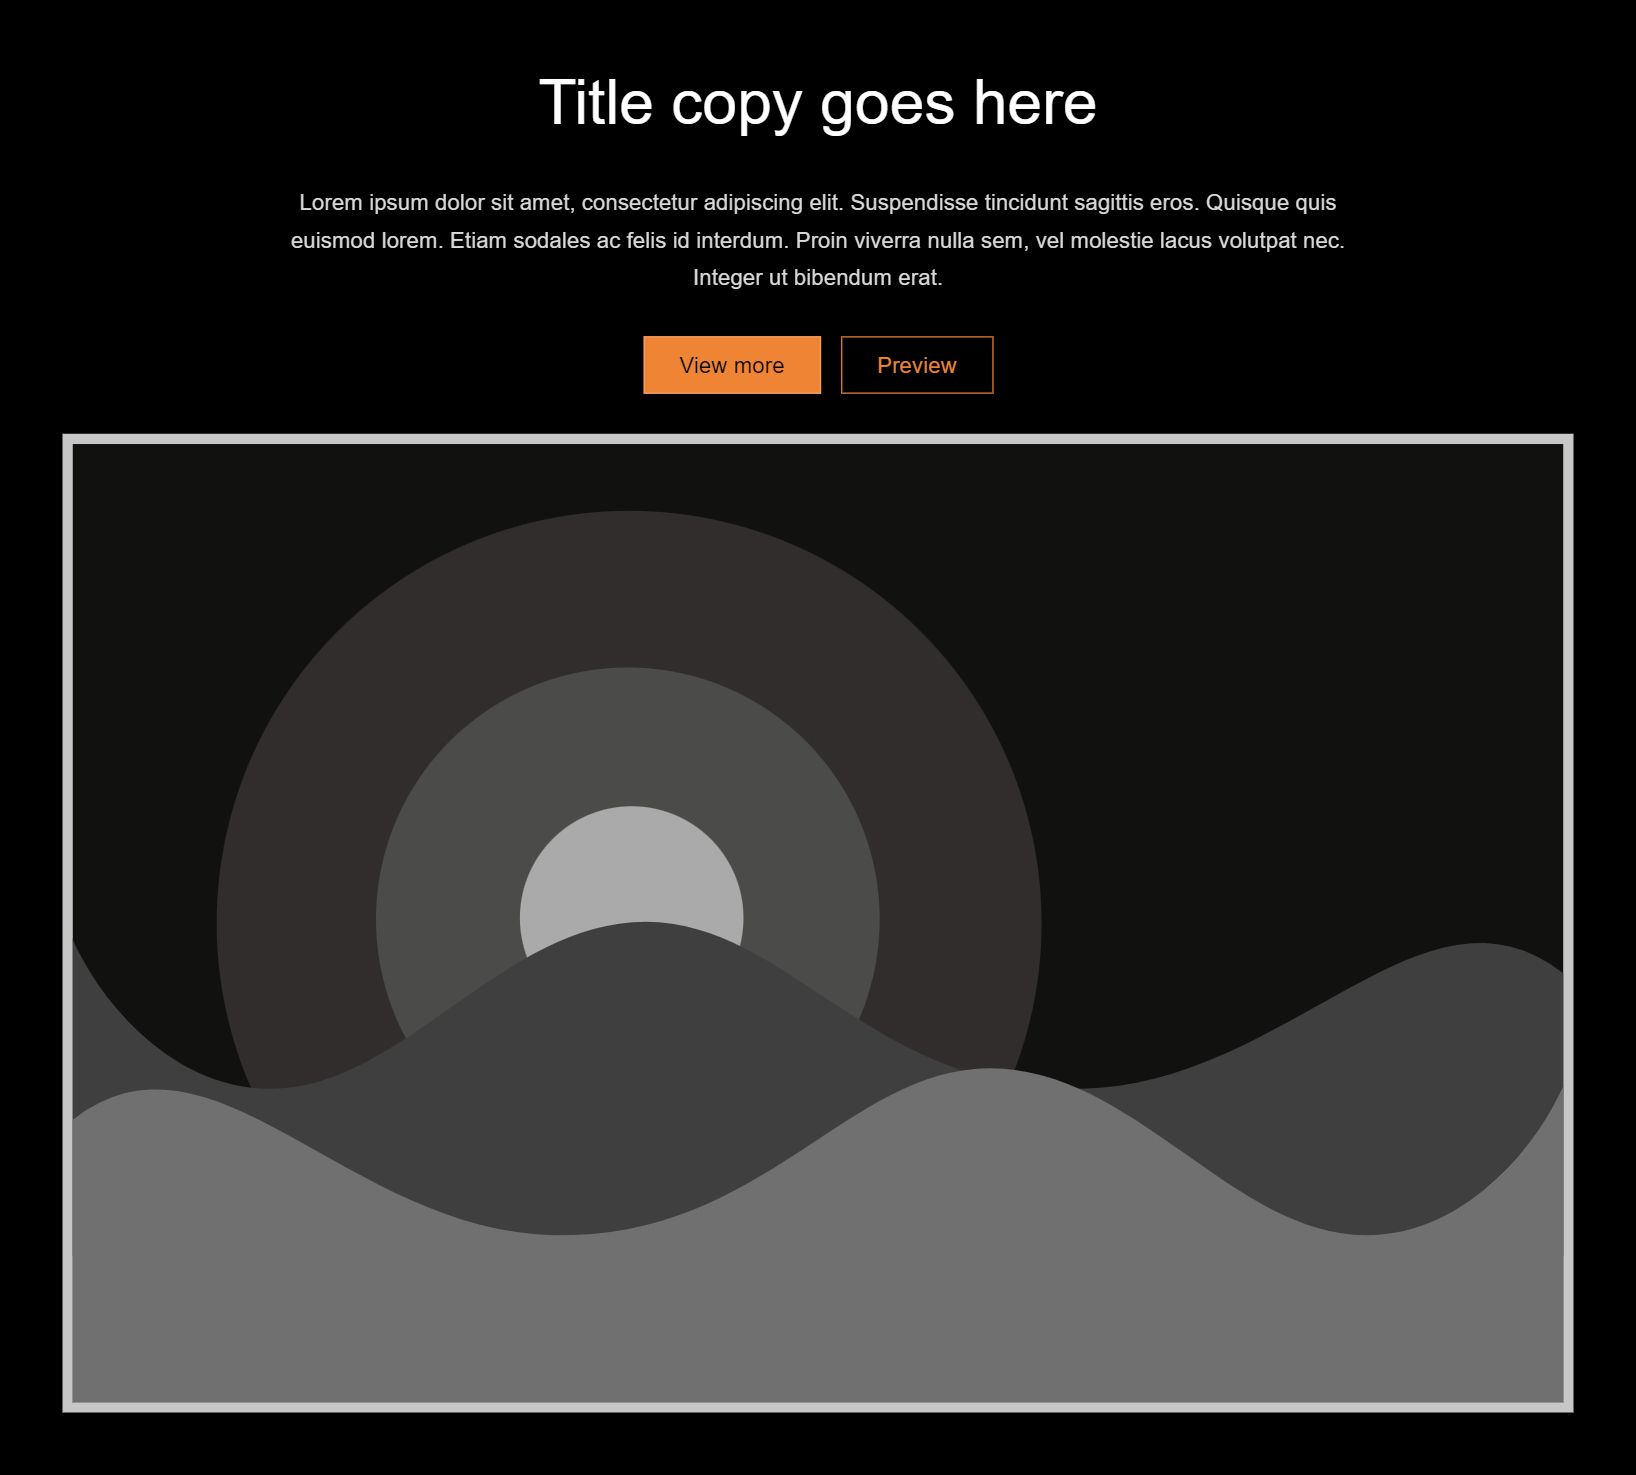 Title copy goes here
Lorem ipsum dolor sit amet, consectetur adipiscing elit. Suspendisse tincidunt sagittis eros. Quisque quis
euismod lorem. Etiam sodales ac felis id interdum. Proin viverra nulla sem, vel molestie lacus volutpat nec.
Integer ut bibendum erat.
View more
Preview